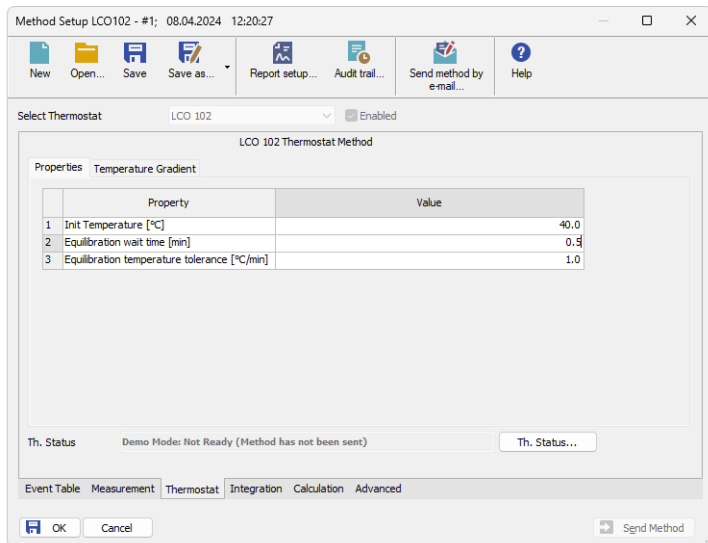 Method Setup LCO102 - #1; 08.04.2024 12:20:27
New Open... Save Save as... Report setup... Audit trail... Send method by e-mail... Help
Select Thermostat LCO 102 Enabled
LCO 102 Thermostat Method
Properties Temperature Gradient
Property Value
1 Init Temperature [°C] 40.0
2 Equilibration wait time [min] 0.5
3 Equilibration temperature tolerance [°C/min] 1.0
Th. Status Demo Mode: Not Ready (Method has not been sent) Th. Status...
Event Table Measurement Thermostat Integration Calculation Advanced
OK Cancel Send Method